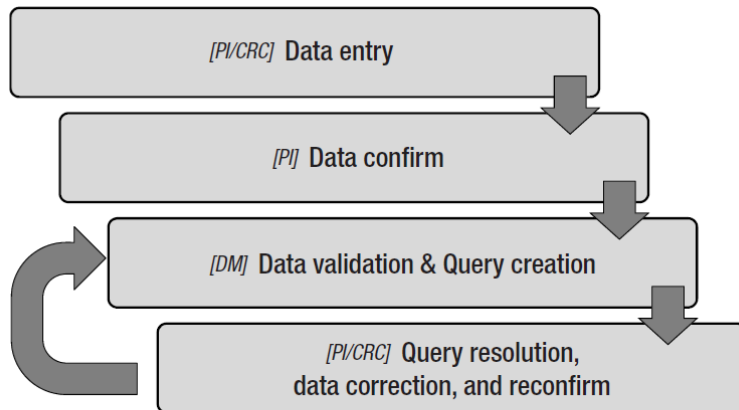 [PI/CRC] Data entry
[PI] Data confirm
[DM] Data validation & Query creation
[PI/CRC] Query resolution,
data correction, and reconfirm